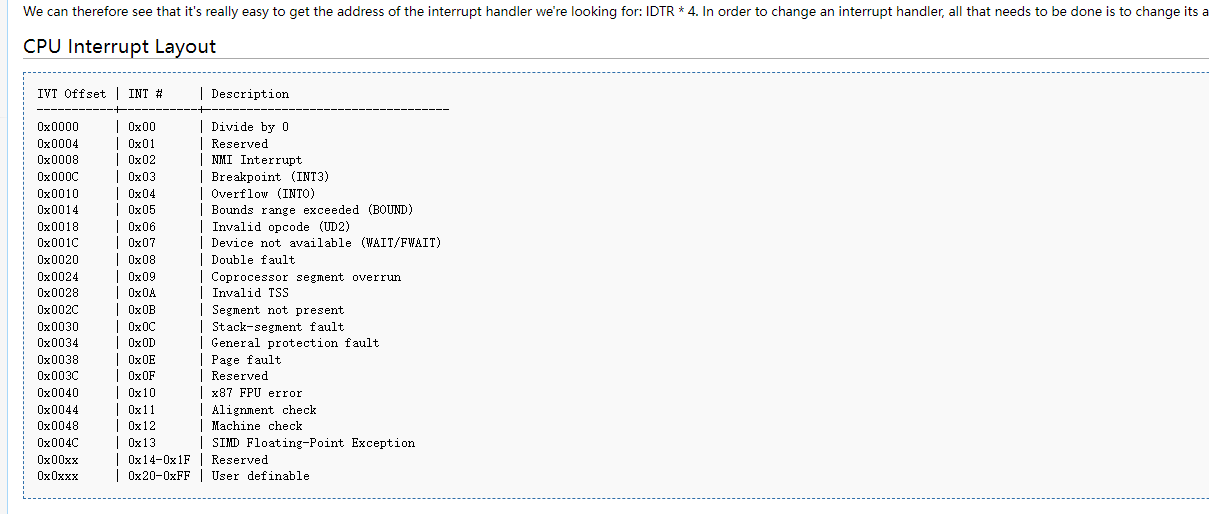 We can therefore see that it's really easy to get the address of the interrupt handler we're looking for: IDTR * 4. In order to change an interrupt handler, all that needs to be done is to change its a
CPU Interrupt Layout
IVT Offset | INT #     | Description
-----------+-----------+-----------------------------------
0x0000     | 0x00      | Divide by 0
0x0004     | 0x01      | Reserved
0x0008     | 0x02      | NMI Interrupt
0x000C     | 0x03      | Breakpoint (INT3)
0x0010     | 0x04      | Overflow (INTO)
0x0014     | 0x05      | Bounds range exceeded (BOUND)
0x0018     | 0x06      | Invalid opcode (UD2)
0x001C     | 0x07      | Device not available (WAIT/FWAIT)
0x0020     | 0x08      | Double fault
0x0024     | 0x09      | Coprocessor segment overrun
0x0028     | 0x0A      | Invalid TSS
0x002C     | 0x0B      | Segment not present
0x0030     | 0x0C      | Stack-segment fault
0x0034     | 0x0D      | General protection fault
0x0038     | 0x0E      | Page fault
0x003C     | 0x0F      | Reserved
0x0040     | 0x10      | x87 FPU error
0x0044     | 0x11      | Alignment check
0x0048     | 0x12      | Machine check
0x004C     | 0x13      | SIMD Floating-Point Exception
0x00xx     | 0x14-0x1F | Reserved
0x0xxx     | 0x20-0xFF | User definable